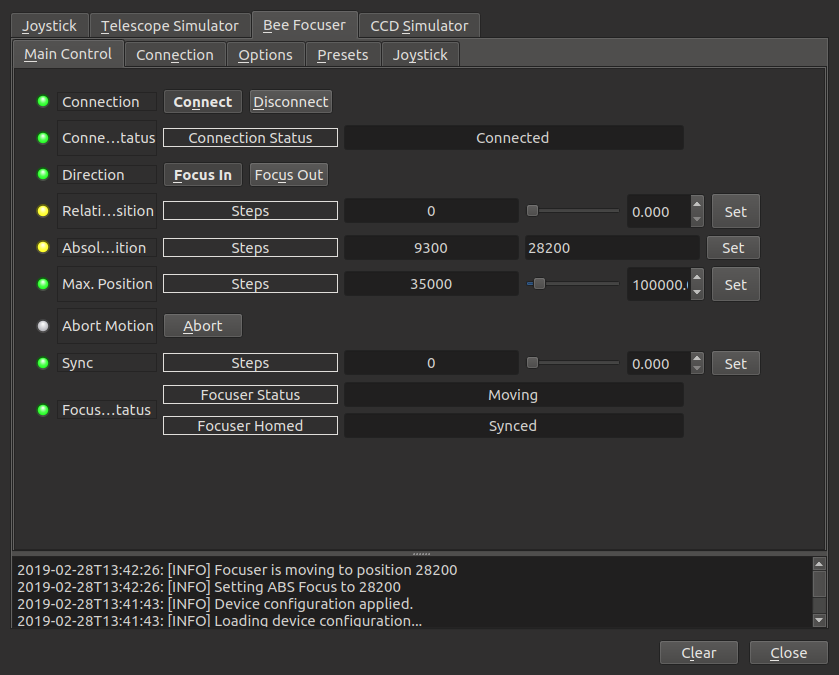 Joystick Telescope Simulator Bee Focuser CCD Simulator
Main Control Connection Options Presets Joystick
Connection Connect Disconnect
Conne...tatus Connection Status Connected
Direction Focus In Focus Out
Relati...sition Steps 0 0.000 Set
Absol...ition Steps 9300 28200 Set
Max. Position Steps 35000 100000.0 Set
Abort Motion Abort
Sync Steps 0 0.000 Set
Focus...tatus
Focuser Status Moving
Focuser Homed Synced
2019-02-28T13:42:26: [INFO] Focuser is moving to position 28200
2019-02-28T13:42:26: [INFO] Setting ABS Focus to 28200
2019-02-28T13:41:43: [INFO] Device configuration applied.
2019-02-28T13:41:43: [INFO] Loading device configuration...
Clear Close